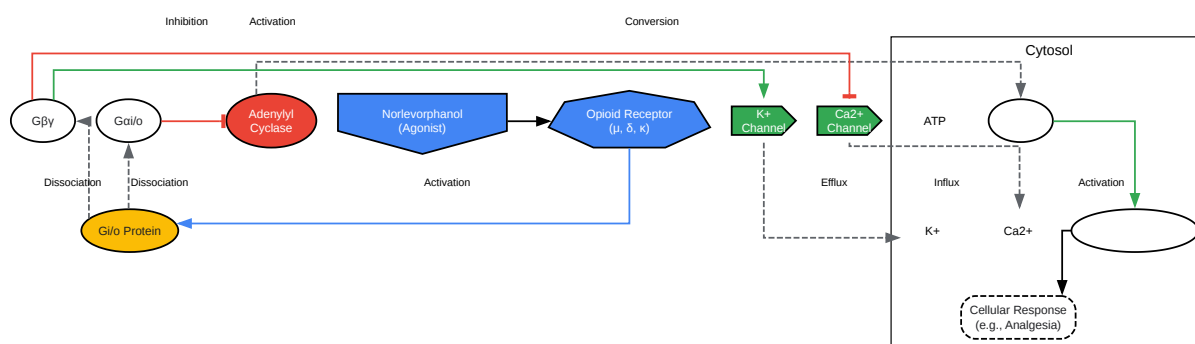 Inhibition
Activation
Conversion
Cytosol
Gβγ
Gαi/o
Adenylyl
Cyclase
Norlevorphanol
(Agonist)
Opioid Receptor
(μ, δ, κ)
K+
Channel
Ca2+
Channel
ATP
Dissociation
Dissociation
Activation
Efflux
Influx
Activation
Gi/o Protein
K+
Ca2+
Cellular Response
(e.g., Analgesia)